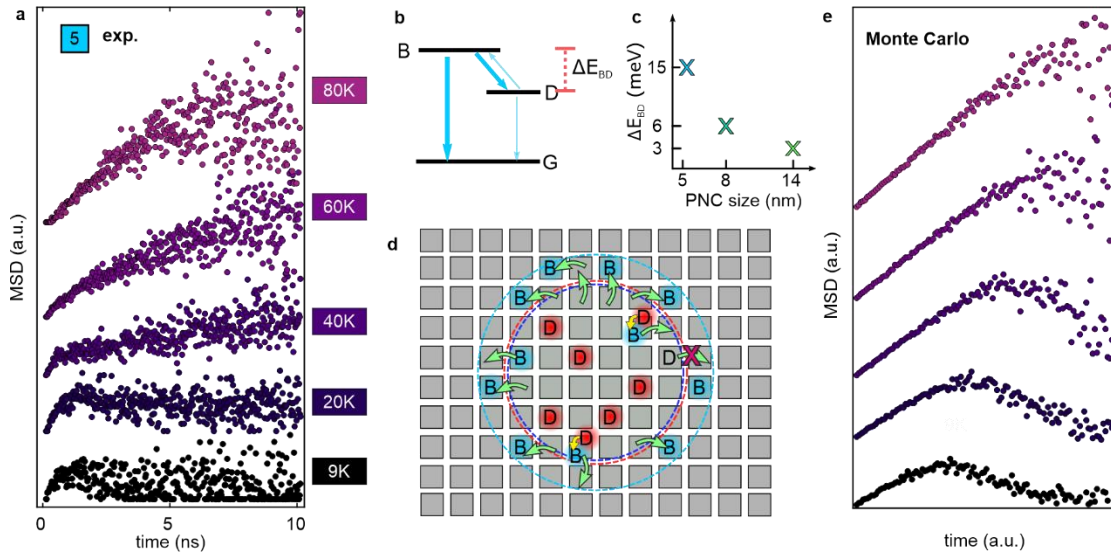 a
5 exp.
MSD (a.u.)
80K
60K
40K
20K
9K
0 5 10
time (ns)
b
B
D
G
ΔE_BD
c
ΔE_BD (meV)
15
6
3
5 8 14
PNC size (nm)
d
B B
B B
D D
B
B D D
B D B
D D
B D B
B
e
Monte Carlo
MSD (a.u.)
time (a.u.)